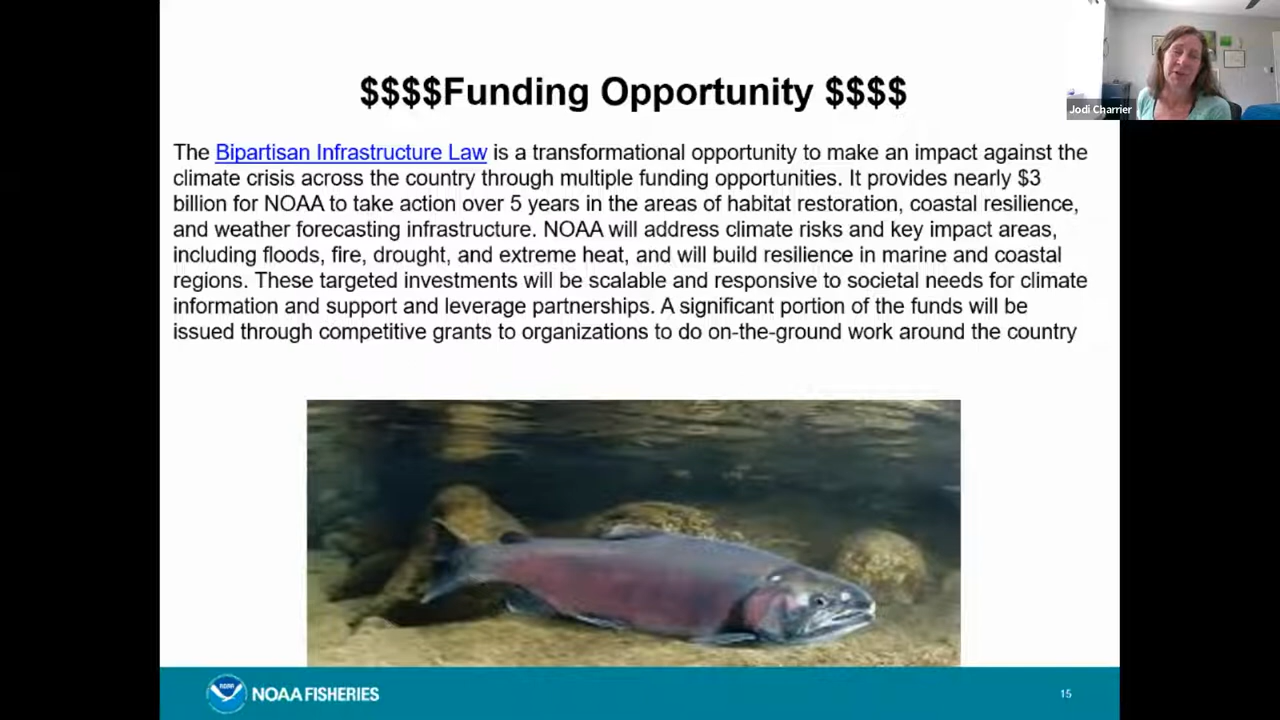 $$$$Funding Opportunity $$$$
Jodi Charrier
The Bipartisan Infrastructure Law is a transformational opportunity to make an impact against the
climate crisis across the country through multiple funding opportunities. It provides nearly $3
billion for NOAA to take action over 5 years in the areas of habitat restoration, coastal resilience,
and weather forecasting infrastructure. NOAA will address climate risks and key impact areas,
including floods, fire, drought, and extreme heat, and will build resilience in marine and coastal
regions. These targeted investments will be scalable and responsive to societal needs for climate
information and support and leverage partnerships. A significant portion of the funds will be
issued through competitive grants to organizations to do on-the-ground work around the country
NOAA
NOAA FISHERIES
15